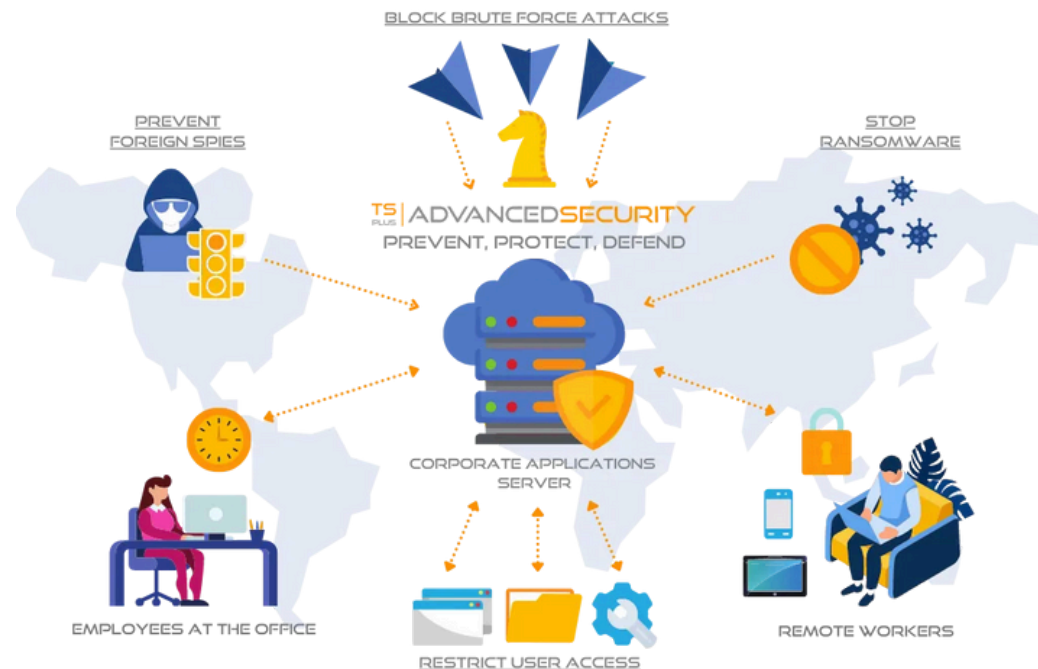 BLOCK BRUTE FORCE ATTACKS
PREVENT
FOREIGN SPIES
STOP
RANSOMWARE
TS PLUS | ADVANCEDSECURITY
PREVENT, PROTECT, DEFEND
CORPORATE APPLICATIONS
SERVER
EMPLOYEES AT THE OFFICE
REMOTE WORKERS
RESTRICT USER ACCESS